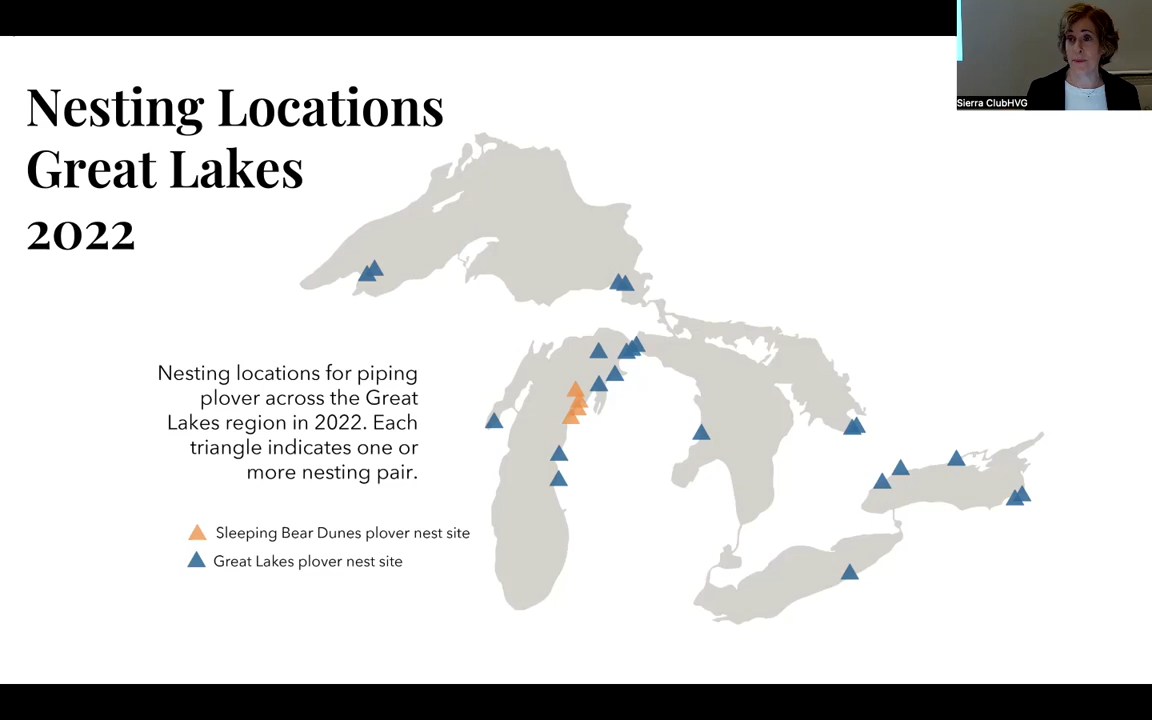 Nesting Locations
Great Lakes
2022
Sierra ClubHVG
Nesting locations for piping
plover across the Great
Lakes region in 2022. Each
triangle indicates one or
more nesting pair.
Sleeping Bear Dunes plover nest site
Great Lakes plover nest site